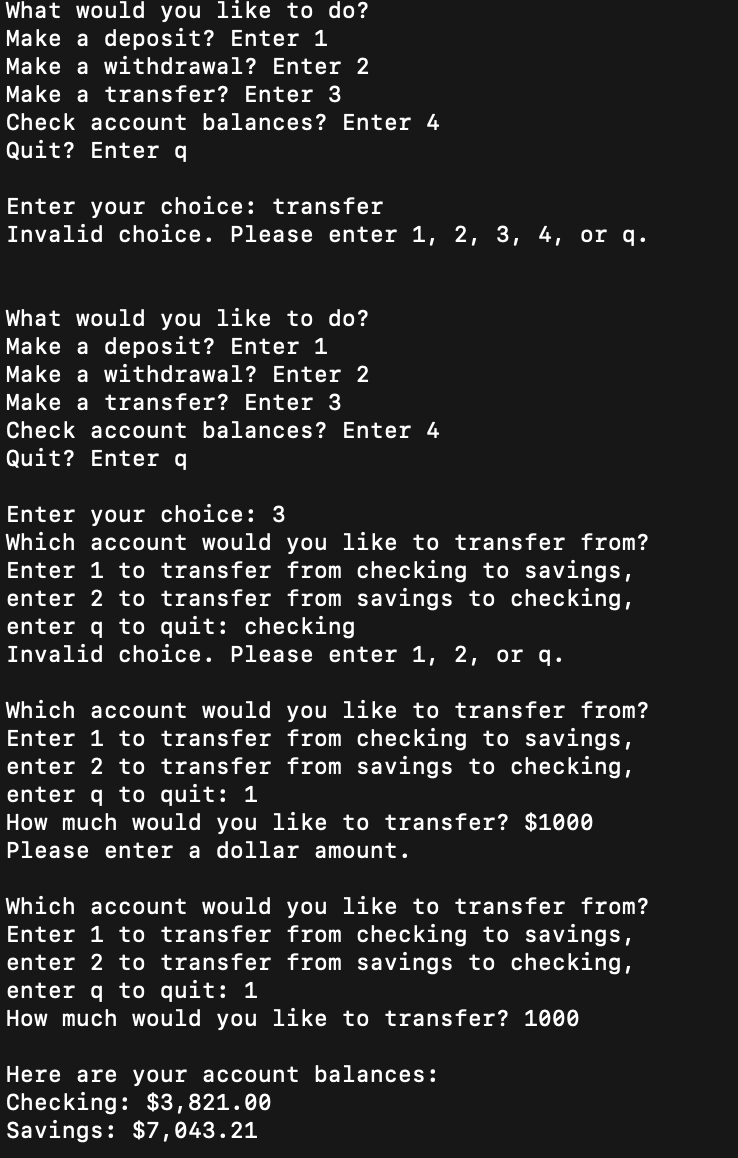 What would you like to do?
Make a deposit? Enter 1
Make a withdrawal? Enter 2
Make a transfer? Enter 3
Check account balances? Enter 4
Quit? Enter q
Enter your choice: transfer
Invalid choice. Please enter 1, 2, 3, 4, or q.
What would you like to do?
Make a deposit? Enter 1
Make a withdrawal? Enter 2
Make a transfer? Enter 3
Check account balances? Enter 4
Quit? Enter q
Enter your choice: 3
Which account would you like to transfer from?
Enter 1 to transfer from checking to savings,
enter 2 to transfer from savings to checking,
enter q to quit: checking
Invalid choice. Please enter 1, 2, or q.
Which account would you like to transfer from?
Enter 1 to transfer from checking to savings,
enter 2 to transfer from savings to checking,
enter q to quit: 1
How much would you like to transfer? $1000
Please enter a dollar amount.
Which account would you like to transfer from?
Enter 1 to transfer from checking to savings,
enter 2 to transfer from savings to checking,
enter q to quit: 1
How much would you like to transfer? 1000
Here are your account balances:
Checking: $3,821.00
Savings: $7,043.21